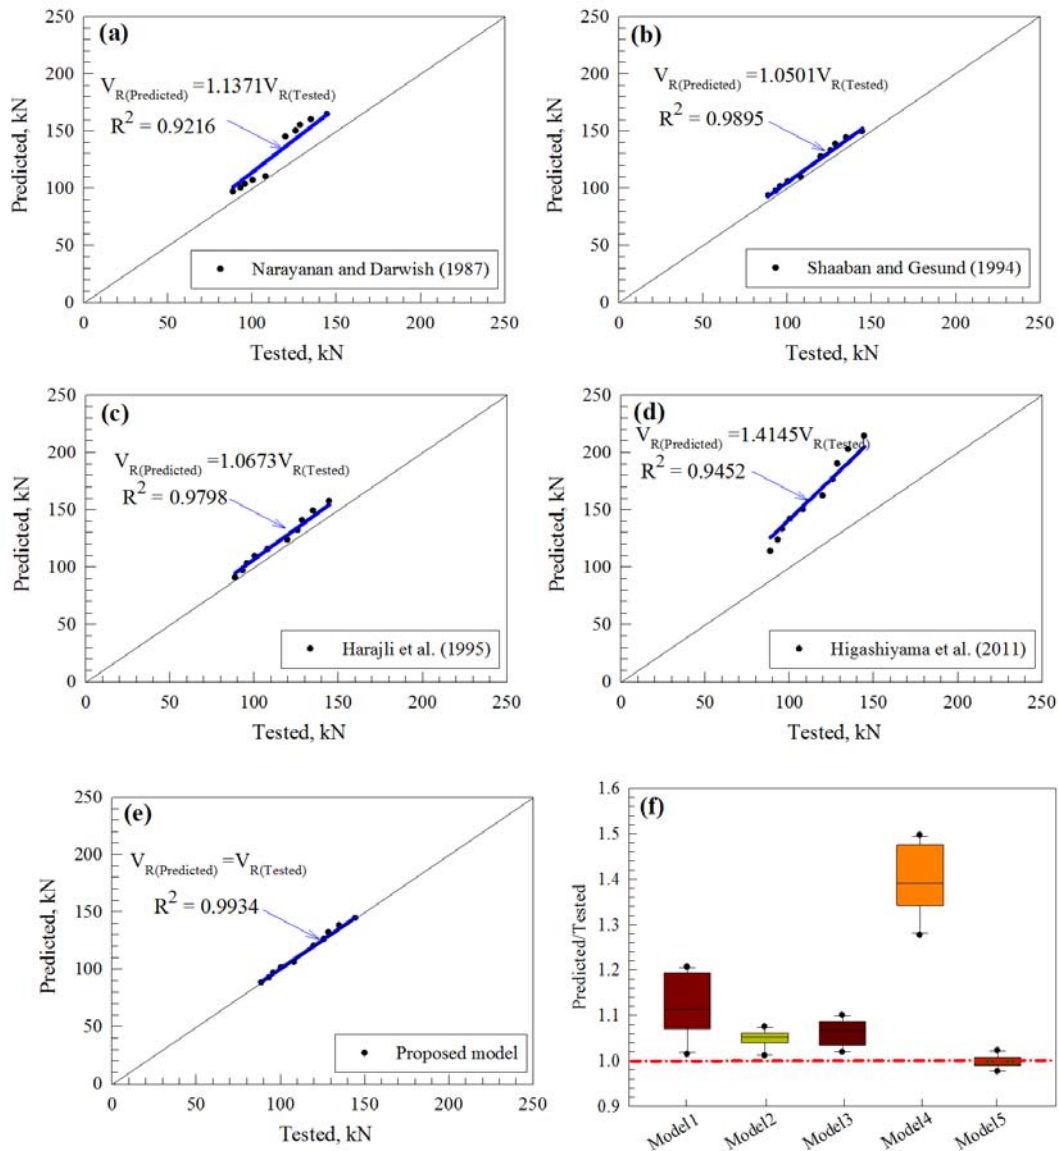 (a)
V_R(Predicted) =1.1371V_R(Tested)
R² = 0.9216
Narayanan and Darwish (1987)
Predicted, kN
250
200
150
100
50
0
0 50 100 150 200 250
Tested, kN
(b)
V_R(Predicted) =1.0501V_R(Tested)
R² = 0.9895
Shaaban and Gesund (1994)
Predicted, kN
250
200
150
100
50
0
0 50 100 150 200 250
Tested, kN
(c)
V_R(Predicted)=1.0673V_R(Tested)
R² = 0.9798
Harajli et al. (1995)
Predicted, kN
250
200
150
100
50
0
0 50 100 150 200 250
Tested, kN
(d)
V_R(Predicted)=1.4145V_R(Tested)
R² = 0.9452
Higashiyama et al. (2011)
Predicted, kN
250
200
150
100
50
0
0 50 100 150 200 250
Tested, kN
(e)
V_R(Predicted) =V_R(Tested)
R² = 0.9934
Proposed model
Predicted, kN
250
200
150
100
50
0
0 50 100 150 200 250
Tested, kN
(f)
Predicted/Tested
1.6
1.5
1.4
1.3
1.2
1.1
1.0
0.9
Model1 Model2 Model3 Model4 Model5